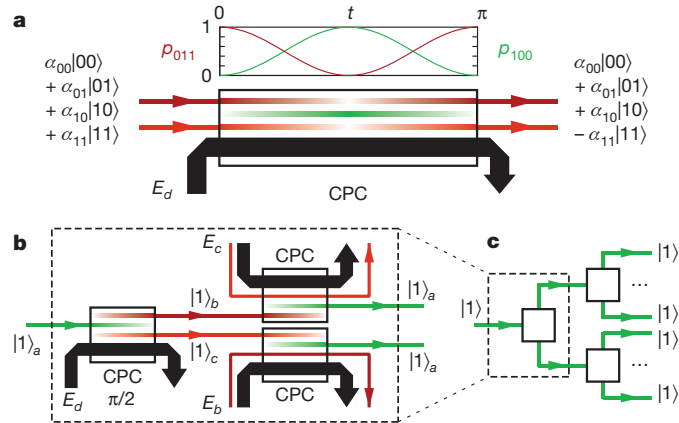 a
0 t π
1
0
p011
p100
α00|00⟩
+ α01|01⟩
+ α10|10⟩
+ α11|11⟩
α00|00⟩
+ α01|01⟩
+ α10|10⟩
− α11|11⟩
Ed
CPC
b
|1⟩a
Ed
CPC
π/2
|1⟩b
|1⟩c
Ec
CPC
|1⟩a
|1⟩a
Eb
CPC
c
|1⟩
|1⟩
...
|1⟩
|1⟩
...
|1⟩